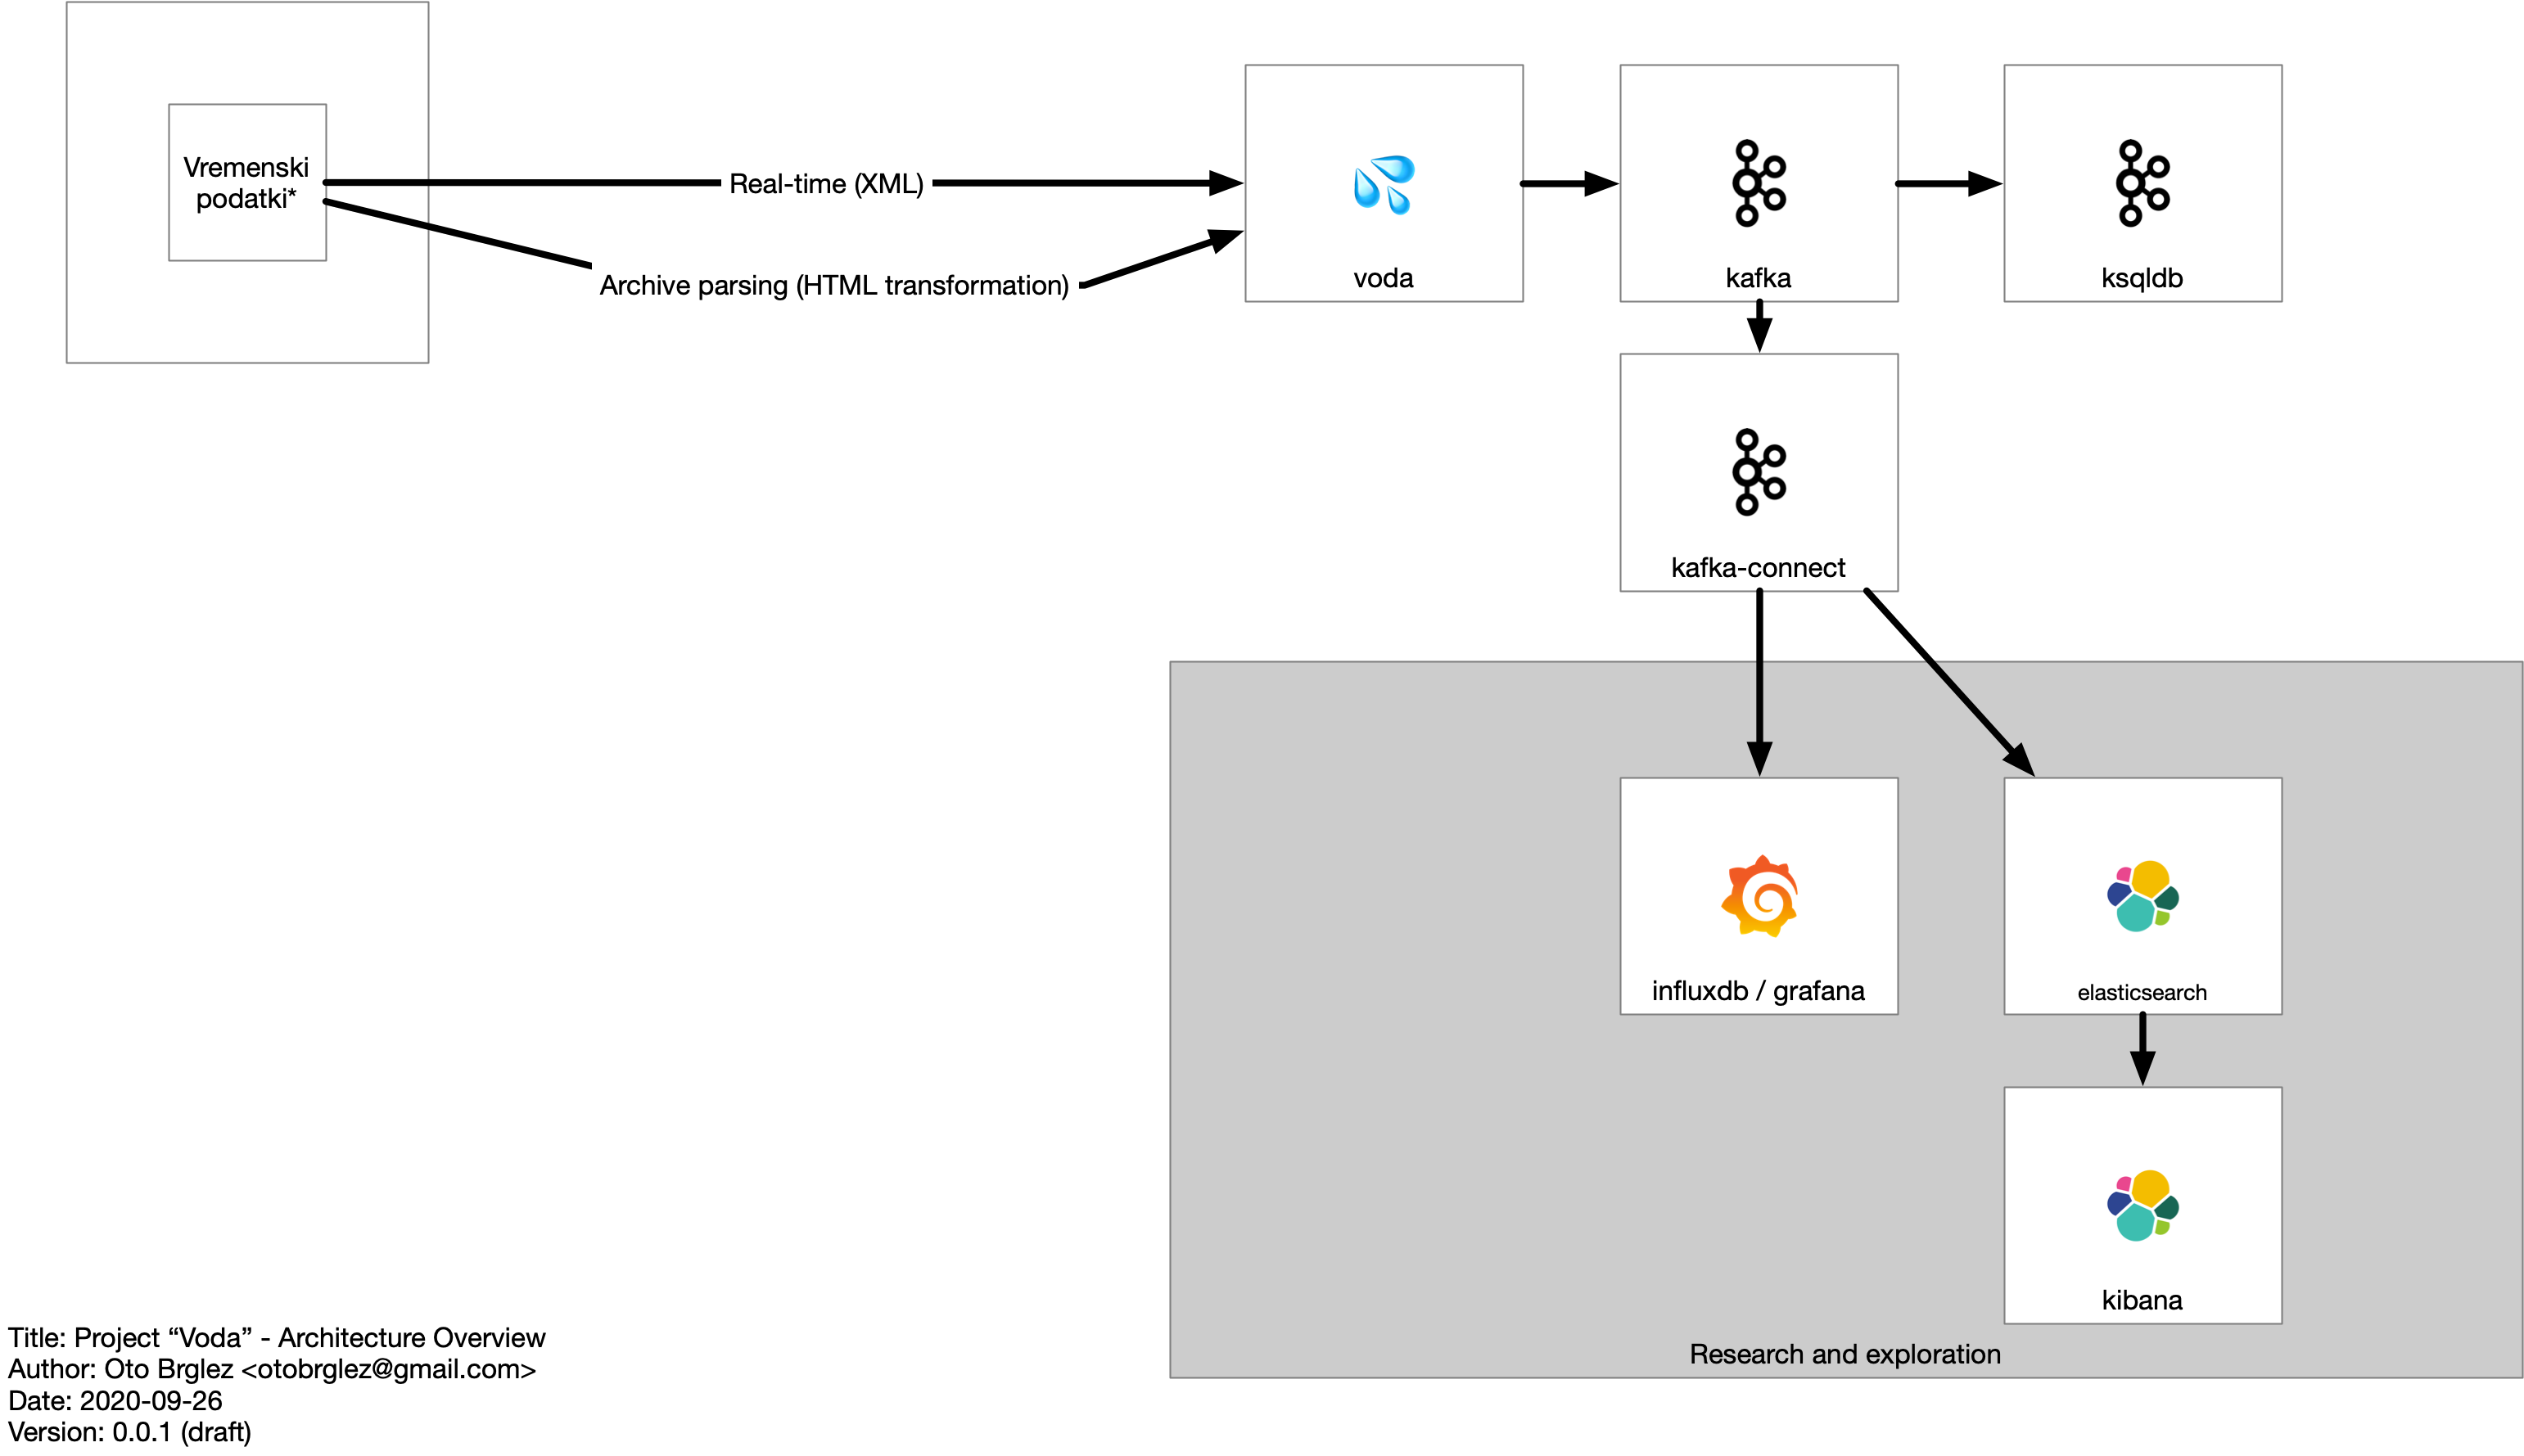 Vremenski
podatki*
Real-time (XML)
Archive parsing (HTML transformation)
voda
kafka
ksqldb
kafka-connect
influxdb / grafana
elasticsearch
kibana
Research and exploration
Title: Project “Voda” - Architecture Overview
Author: Oto Brglez <otobrglez@gmail.com>
Date: 2020-09-26
Version: 0.0.1 (draft)